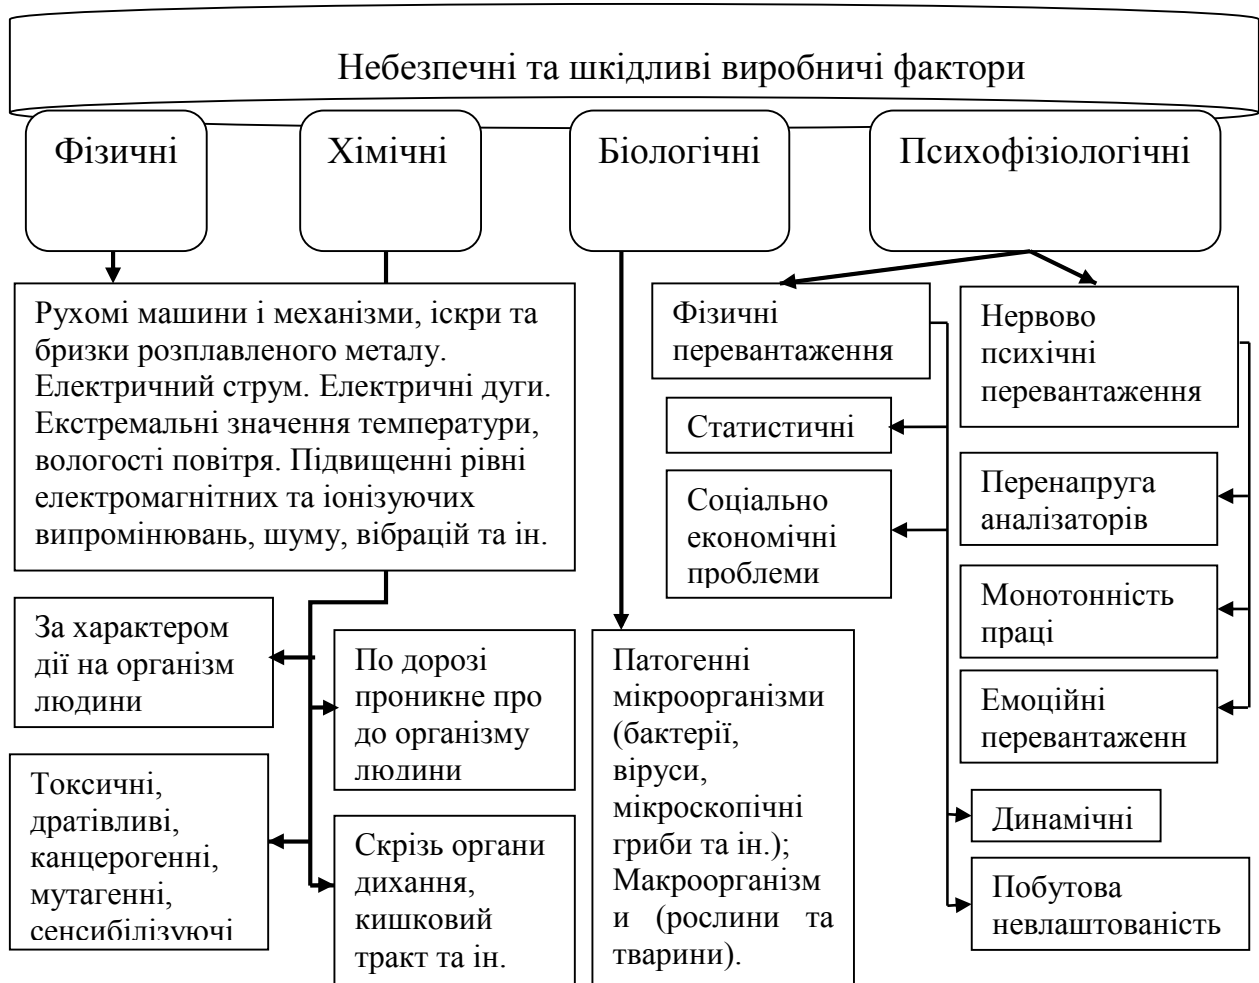 Небезпечні та шкідливі виробничі фактори
Фізичні
Хімічні
Біологічні
Психофізіологічні
Рухомі машини і механізми, іскри та
бризки розплавленого металу.
Електричний струм. Електричні дуги.
Екстремальні значення температури,
вологості повітря. Підвищенні рівні
електромагнітних та іонізуючих
випромінювань, шуму, вібрацій та ін.
Фізичні
перевантаження
Нервово
психічні
перевантаження
Статистичні
Соціально
економічні
проблеми
Перенапруга
аналізаторів
Монотонність
праці
Емоційні
перевантаженн
Динамічні
Побутова
невлаштованість
За характером
дії на організм
людини
По дорозі
проникне про
до організму
людини
Токсичні,
дратівливі,
канцерогенні,
мутагенні,
сенсибілізуючі
Скрізь органи
дихання,
кишковий
тракт та ін.
Патогенні
мікроорганізми
(бактерії,
віруси,
мікроскопічні
гриби та ін.);
Макроорганізм
и (рослини та
тварини).